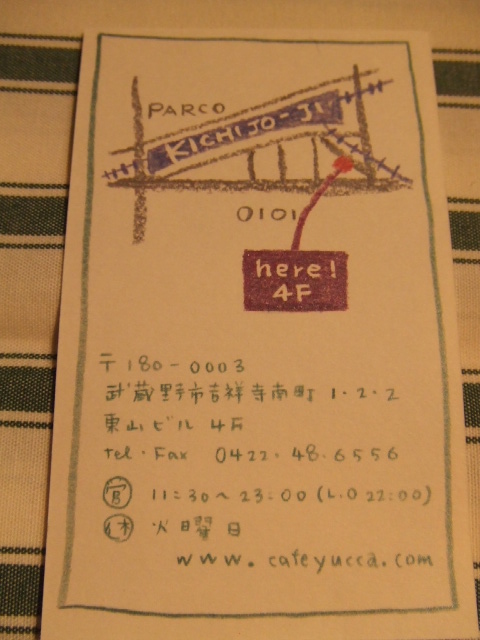 PARCO
KICHIJO-JI
0101
here!
4F
〒180-0003
武蔵野市吉祥寺南町 1・2・2
東山ビル 4F
tel・Fax 0422・48・6556
営 11:30〜23:00(L.O 22:00)
休 火曜日
www.cafeyucca.com